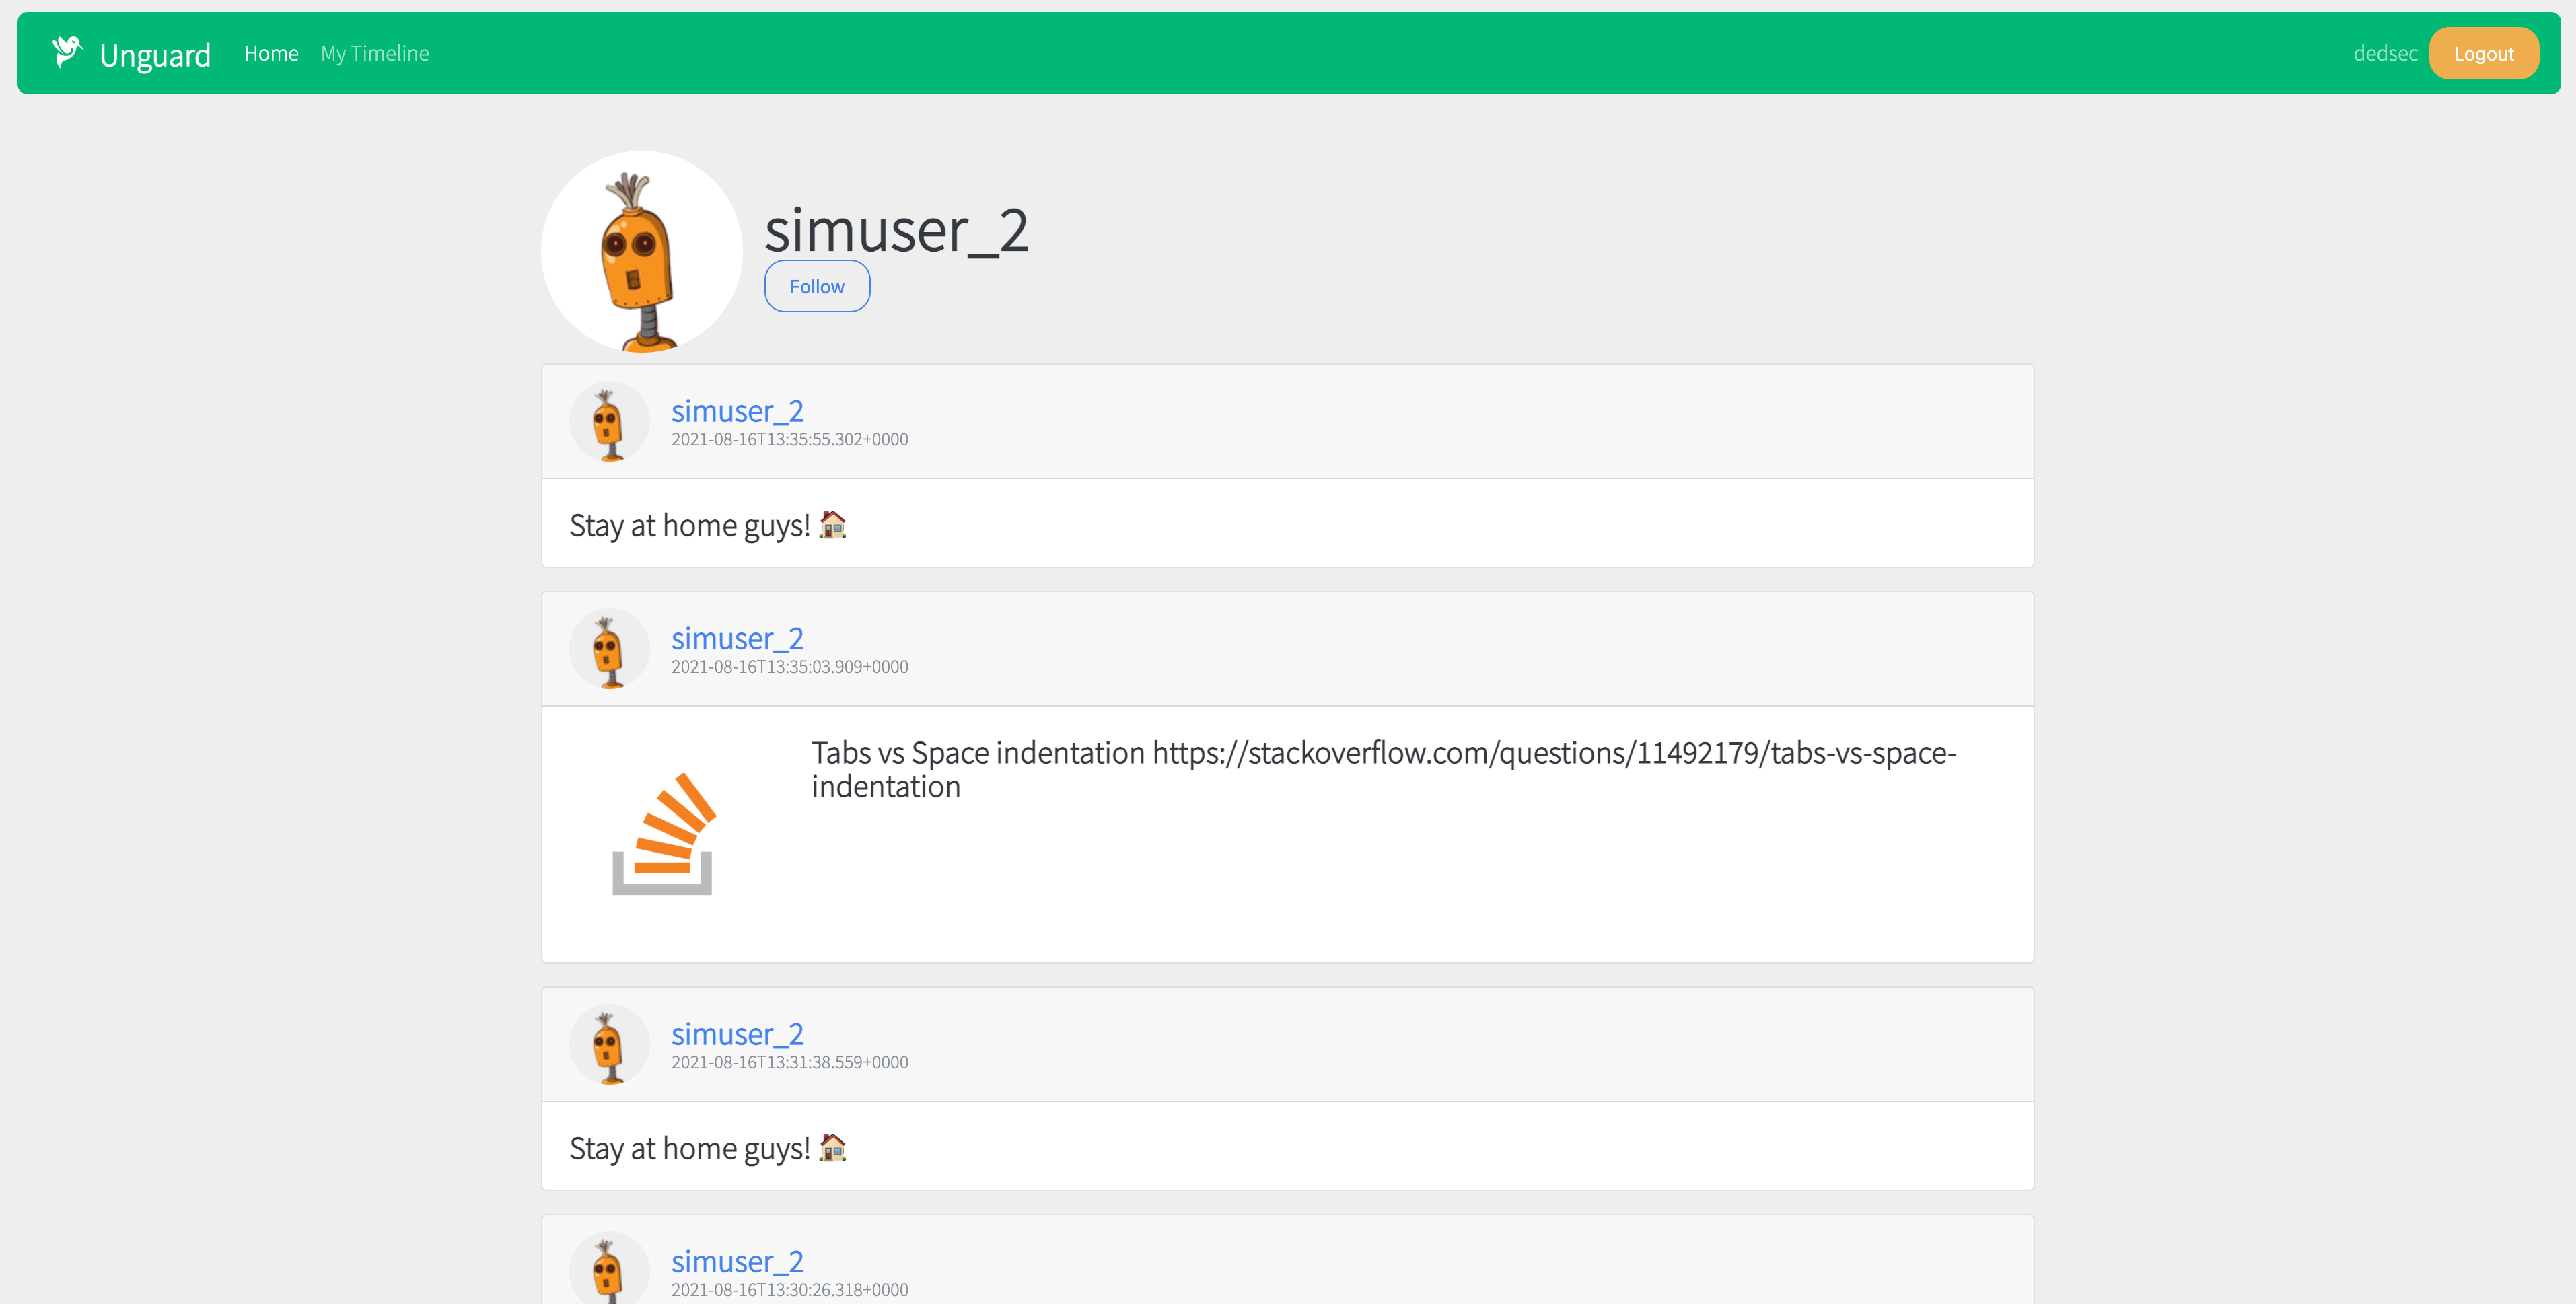 Unguard Home My Timeline dedsec Logout
simuser_2
Follow
simuser_2
2021-08-16T13:35:55.302+0000
Stay at home guys! 🏠
simuser_2
2021-08-16T13:35:03.909+0000
Tabs vs Space indentation https://stackoverflow.com/questions/11492179/tabs-vs-space-
indentation
simuser_2
2021-08-16T13:31:38.559+0000
Stay at home guys! 🏠
simuser_2
2021-08-16T13:30:26.318+0000